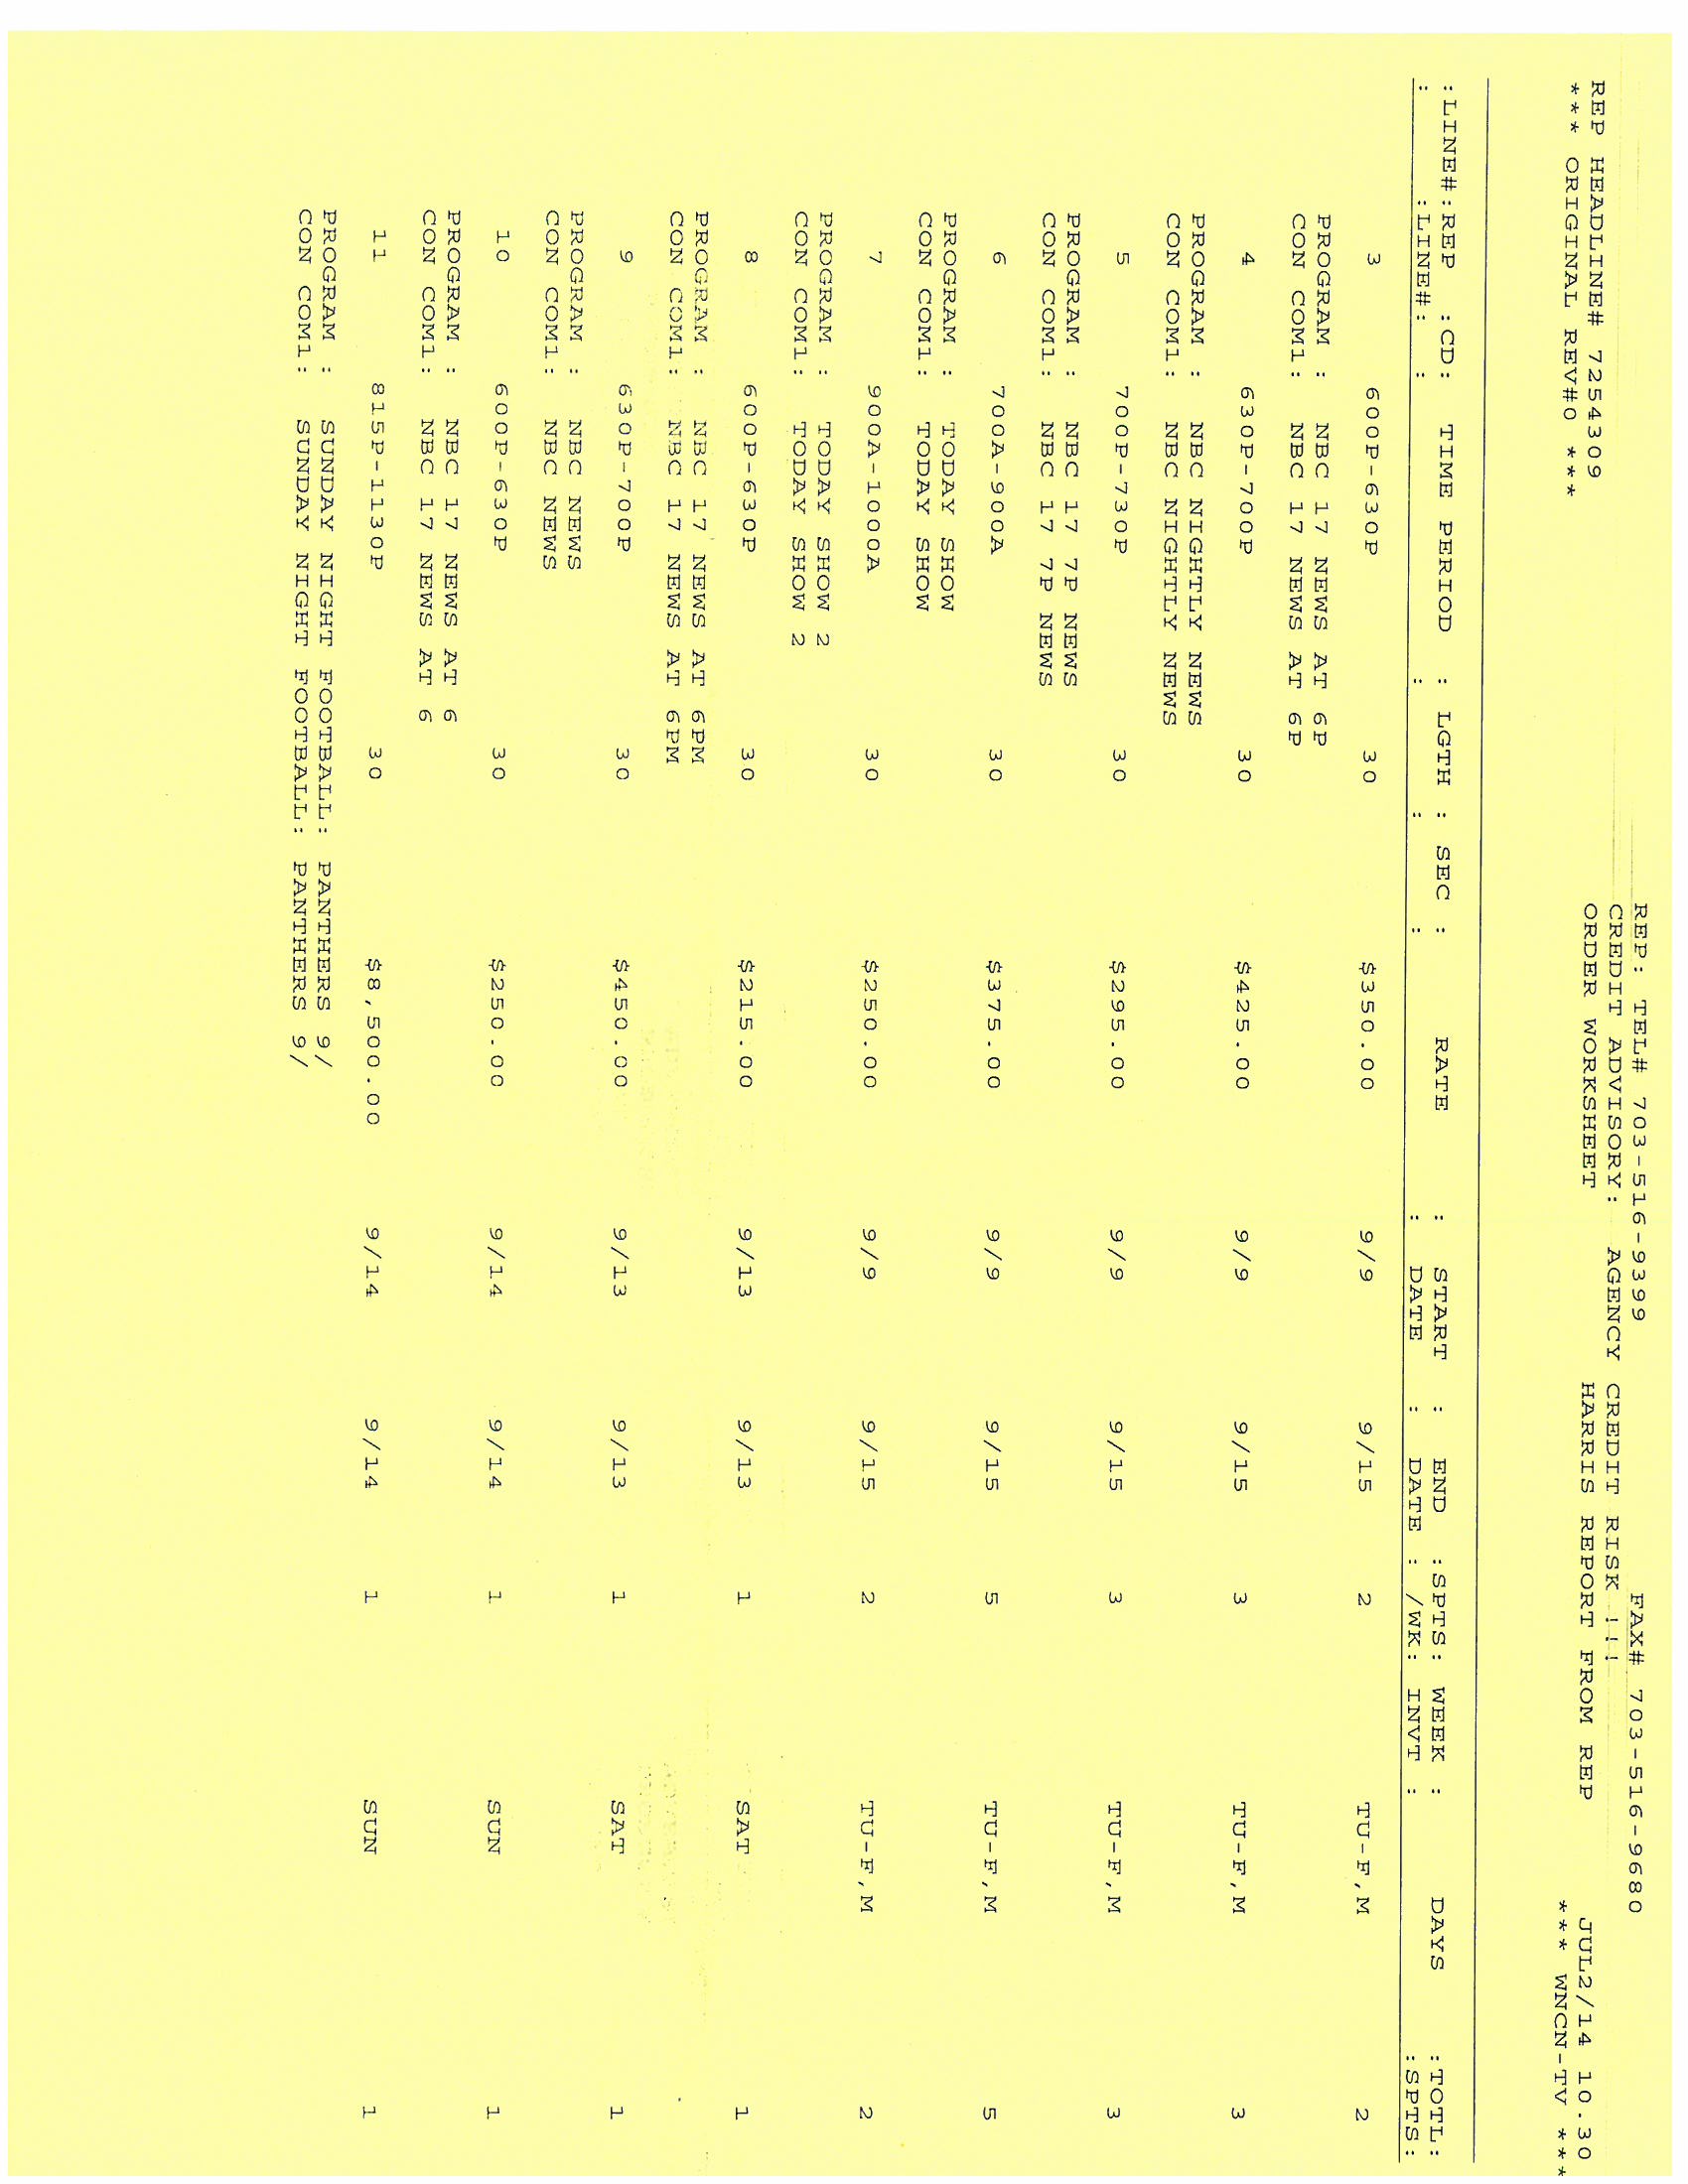 REP: TEL# 703-516-9399 FAX# 703-516-9680
CREDIT ADVISORY: AGENCY CREDIT RISK !!!
REP HEADLINE# 7254309 ORDER WORKSHEET HARRIS REPORT FROM REP JUL2/14 10.30
*** ORIGINAL REV#0 *** *** WNCN-TV ***
:LINE#:REP :CD: TIME PERIOD : LGTH : SEC : RATE : START : END :SPTS: WEEK : DAYS :TOTL:
: :LINE#: : : : : : DATE : DATE : /WK: INVT : :SPTS:
3 600P-630P 30 $350.00 9/9 9/15 2 TU-F,M 2
PROGRAM : NBC 17 NEWS AT 6P
CON COM1: NBC 17 NEWS AT 6P
4 630P-700P 30 $425.00 9/9 9/15 3 TU-F,M 3
PROGRAM : NBC NIGHTLY NEWS
CON COM1: NBC NIGHTLY NEWS
5 700P-730P 30 $295.00 9/9 9/15 3 TU-F,M 3
PROGRAM : NBC 17 7P NEWS
CON COM1: NBC 17 7P NEWS
6 700A-900A 30 $375.00 9/9 9/15 5 TU-F,M 5
PROGRAM : TODAY SHOW
CON COM1: TODAY SHOW
7 900A-1000A 30 $250.00 9/9 9/15 2 TU-F,M 2
PROGRAM : TODAY SHOW 2
CON COM1: TODAY SHOW 2
8 600P-630P 30 $215.00 9/13 9/13 1 SAT 1
PROGRAM : NBC 17 NEWS AT 6PM
CON COM1: NBC 17 NEWS AT 6PM
9 630P-700P 30 $450.00 9/13 9/13 1 SAT 1
PROGRAM : NBC NEWS
CON COM1: NBC NEWS
10 600P-630P 30 $250.00 9/14 9/14 1 SUN 1
PROGRAM : NBC 17 NEWS AT 6
CON COM1: NBC 17 NEWS AT 6
11 815P-1130P 30 $8,500.00 9/14 9/14 1 SUN 1
PROGRAM : SUNDAY NIGHT FOOTBALL: PANTHERS 9/
CON COM1: SUNDAY NIGHT FOOTBALL: PANTHERS 9/